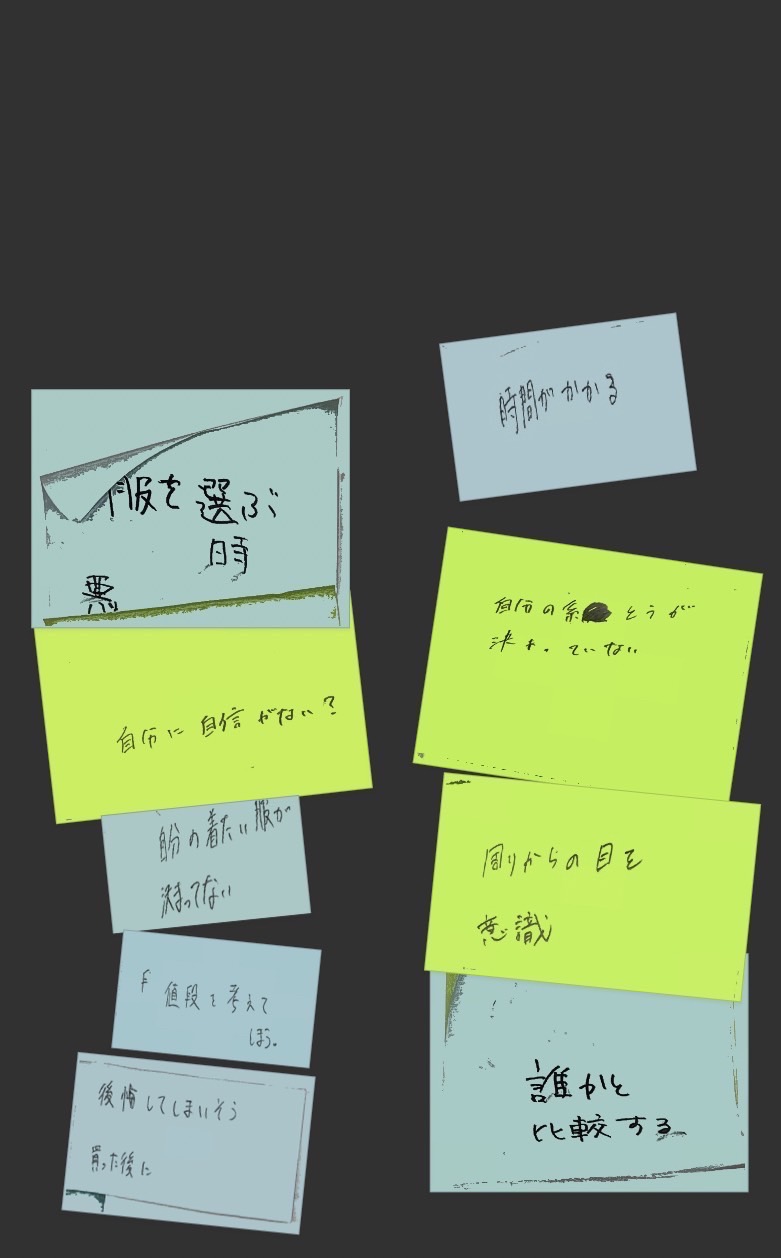 服を選ぶ
時
悪
自分に自信がない?
自分の着たい服が
決まってない
値段を考えて
しまう。
後悔してしまいそう
買った後に
時間がかかる
自分の系とうが
決まっていない
周りからの目を
意識
誰かと
比較する